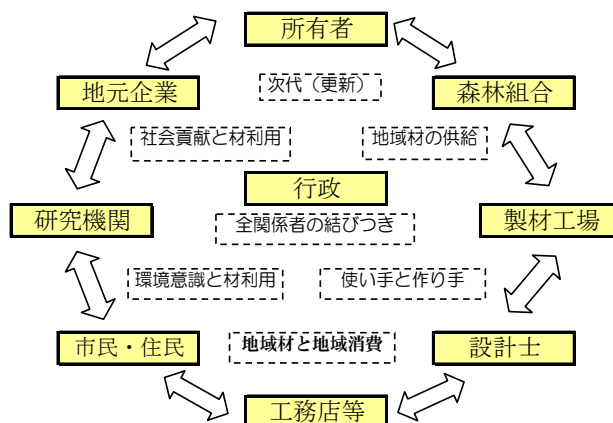 所有者
地元企業
次代（更新）
森林組合
社会貢献と材利用
地域材の供給
行政
研究機関
全関係者の結びつき
製材工場
環境意識と材利用
使い手と作り手
市民・住民
地域材と地域消費
設計士
工務店等